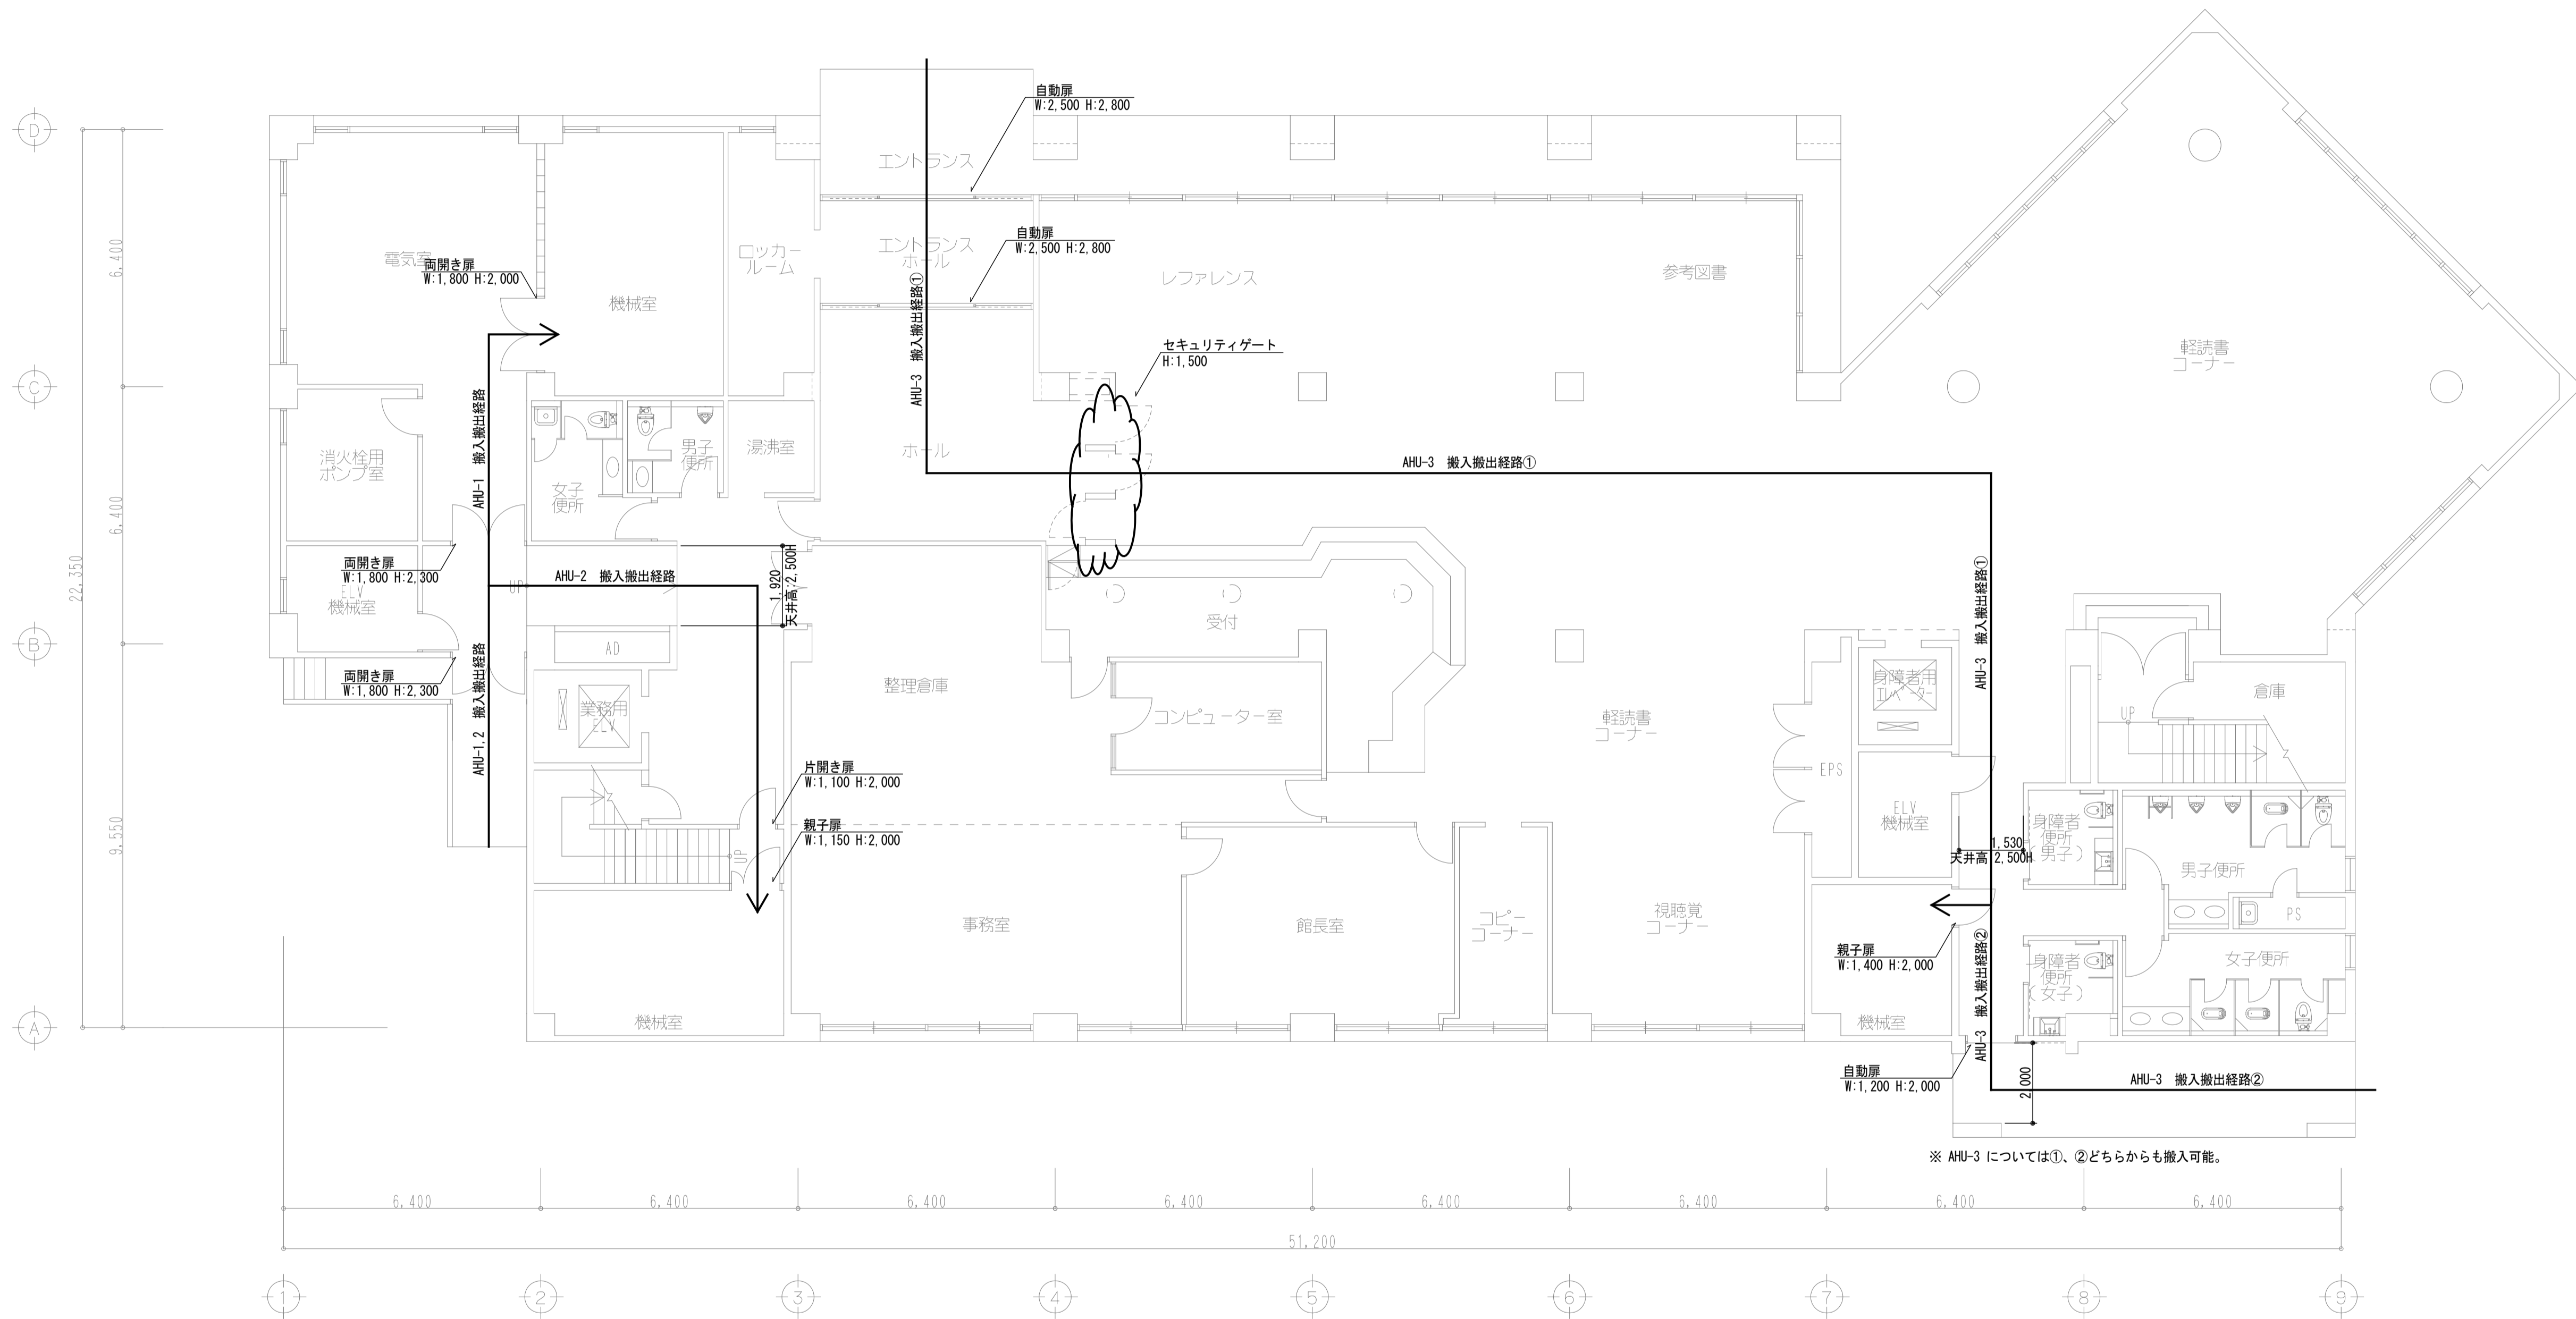 自動扉
W:2,500 H:2,800
エントランス
自動扉
W:2,500 H:2,800
エントランス
ホール
ロッカー
ルーム
電気室
両開き扉
W:1,800 H:2,000
機械室
レファレンス
参考図書
軽読書
コーナー
セキュリティゲート
H:1,500
AHU-3 搬入搬出経路①
AHU-1 搬入搬出経路
消火栓用
ポンプ室
女子
便所
男子
便所
湯沸室
ホール
AHU-3 搬入搬出経路①
両開き扉
W:1,800 H:2,300
ELV
機械室
AHU-2 搬入搬出経路
UP
1,920
天井高:2,500H
受付
AHU-3 搬入搬出経路①
AD
両開き扉
W:1,800 H:2,300
AHU-1,2 搬入搬出経路
業務用
ELV
整理倉庫
コンピューター室
軽読書
コーナー
身障者用
エレベーター
倉庫
UP
片開き扉
W:1,100 H:2,000
EPS
親子扉
W:1,150 H:2,000
UP
ELV
機械室
1,530
天井高:2,500H
身障者
便所
(男子)
男子便所
PS
事務室
館長室
コピー
コーナー
視聴覚
コーナー
親子扉
W:1,400 H:2,000
AHU-3 搬入搬出経路②
身障者
便所
(女子)
女子便所
機械室
機械室
自動扉
W:1,200 H:2,000
2,000
AHU-3 搬入搬出経路②
※ AHU-3 については①、②どちらからも搬入可能。
D
C
B
A
6,400
6,400
9,550
22,350
6,400
6,400
6,400
6,400
6,400
6,400
6,400
6,400
51,200
1
2
3
4
5
6
7
8
9